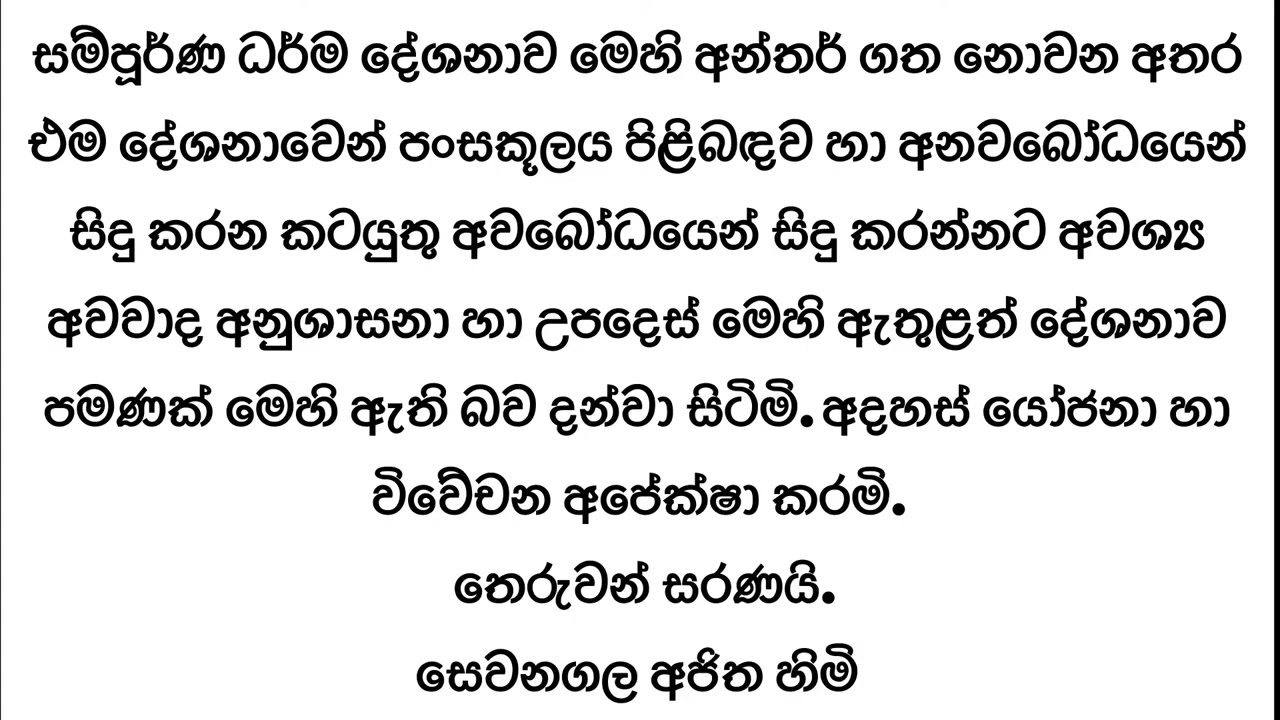 සම්පූර්ණ ධර්ම දේශනාව මෙහි අන්තර් ගත නොවන අතර
එම දේශනාවෙන් පංසකූලය පිළිබඳව හා අනවබෝධයෙන්
සිදු කරන කටයුතු අවබෝධයෙන් සිදු කරන්නට අවශ්‍ය
අවවාද අනුශාසනා හා උපදෙස් මෙහි ඇතුළත් දේශනාව
පමණක් මෙහි ඇති බව දන්වා සිටිමි. අදහස් යෝජනා හා
විවේචන අපේක්ෂා කරමි.
තෙරුවන් සරණයි.
සෙවනගල අජිත හිමි